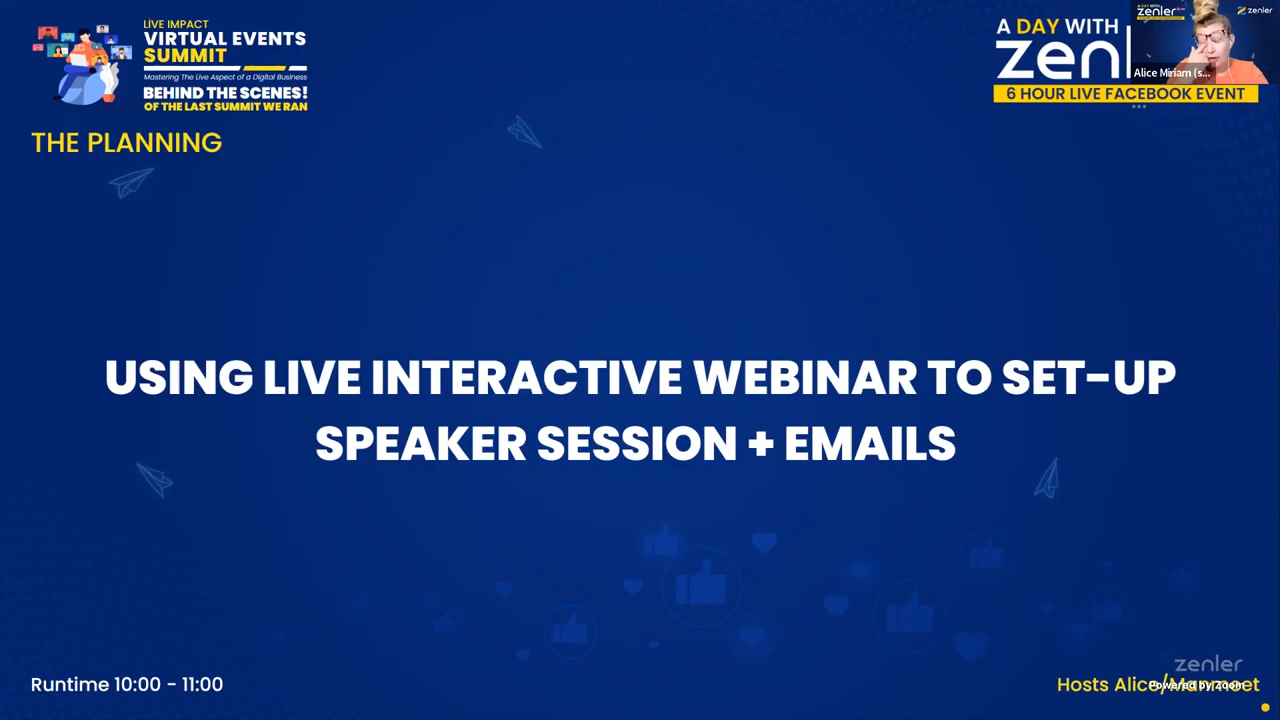 LIVE IMPACT
VIRTUAL EVENTS
SUMMIT
Mastering The Live Aspect of a Digital Business
BEHIND THE SCENES!
OF THE LAST SUMMIT WE RAN
A DAY WITH
zenl
6 HOUR LIVE FACEBOOK EVENT
zenler
zenler
Alice Miriam (s...
THE PLANNING
USING LIVE INTERACTIVE WEBINAR TO SET-UP
SPEAKER SESSION + EMAILS
zenler
Runtime 10:00 - 11:00
Hosts Alice/
Powered by Zoom